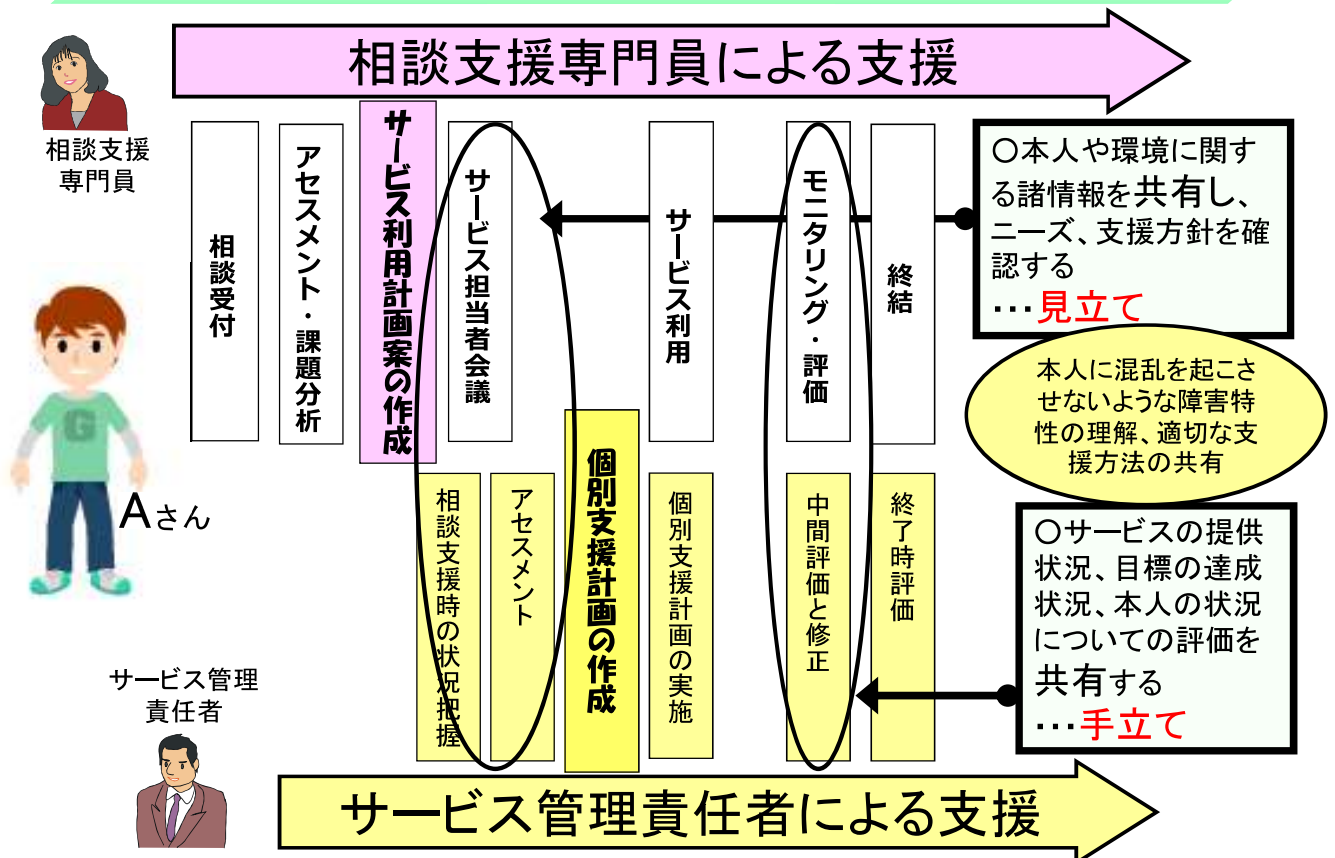 相談支援専門員による支援
相談支援
専門員
相談受付
アセスメント・課題分析
サービス利用計画案の作成
サービス担当者会議
サービス利用
モニタリング・評価
終結
〇本人や環境に関す
る諸情報を共有し、
ニーズ、支援方針を確
認する
…見立て
本人に混乱を起こさ
せないような障害特
性の理解、適切な支
援方法の共有
G
Aさん
相談支援時の状況把握
アセスメント
個別支援計画の作成
個別支援計画の実施
中間評価と修正
終了時評価
〇サービスの提供
状況、目標の達成
状況、本人の状況
についての評価を
共有する
…手立て
サービス管理
責任者
サービス管理責任者による支援